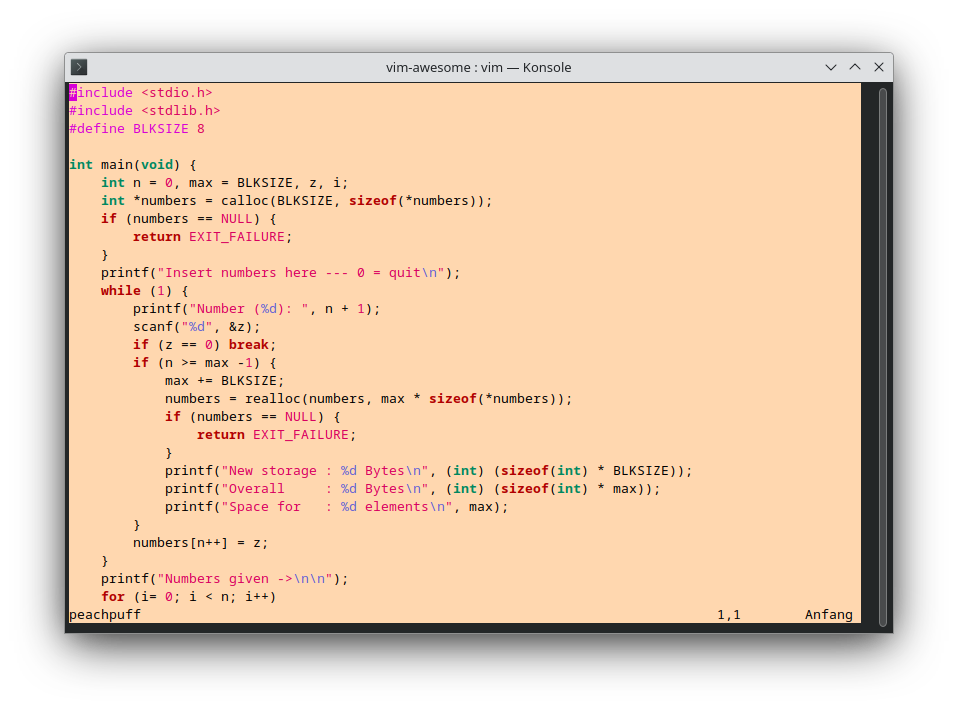 vim-awesome : vim — Konsole
#include <stdio.h>
#include <stdlib.h>
#define BLKSIZE 8

int main(void) {
    int n = 0, max = BLKSIZE, z, i;
    int *numbers = calloc(BLKSIZE, sizeof(*numbers));
    if (numbers == NULL) {
        return EXIT_FAILURE;
    }
    printf("Insert numbers here --- 0 = quit\n");
    while (1) {
        printf("Number (%d): ", n + 1);
        scanf("%d", &z);
        if (z == 0) break;
        if (n >= max -1) {
            max += BLKSIZE;
            numbers = realloc(numbers, max * sizeof(*numbers));
            if (numbers == NULL) {
                return EXIT_FAILURE;
            }
            printf("New storage : %d Bytes\n", (int) (sizeof(int) * BLKSIZE));
            printf("Overall     : %d Bytes\n", (int) (sizeof(int) * max));
            printf("Space for   : %d elements\n", max);
        }
        numbers[n++] = z;
    }
    printf("Numbers given ->\n\n");
    for (i= 0; i < n; i++)
peachpuff 1,1 Anfang